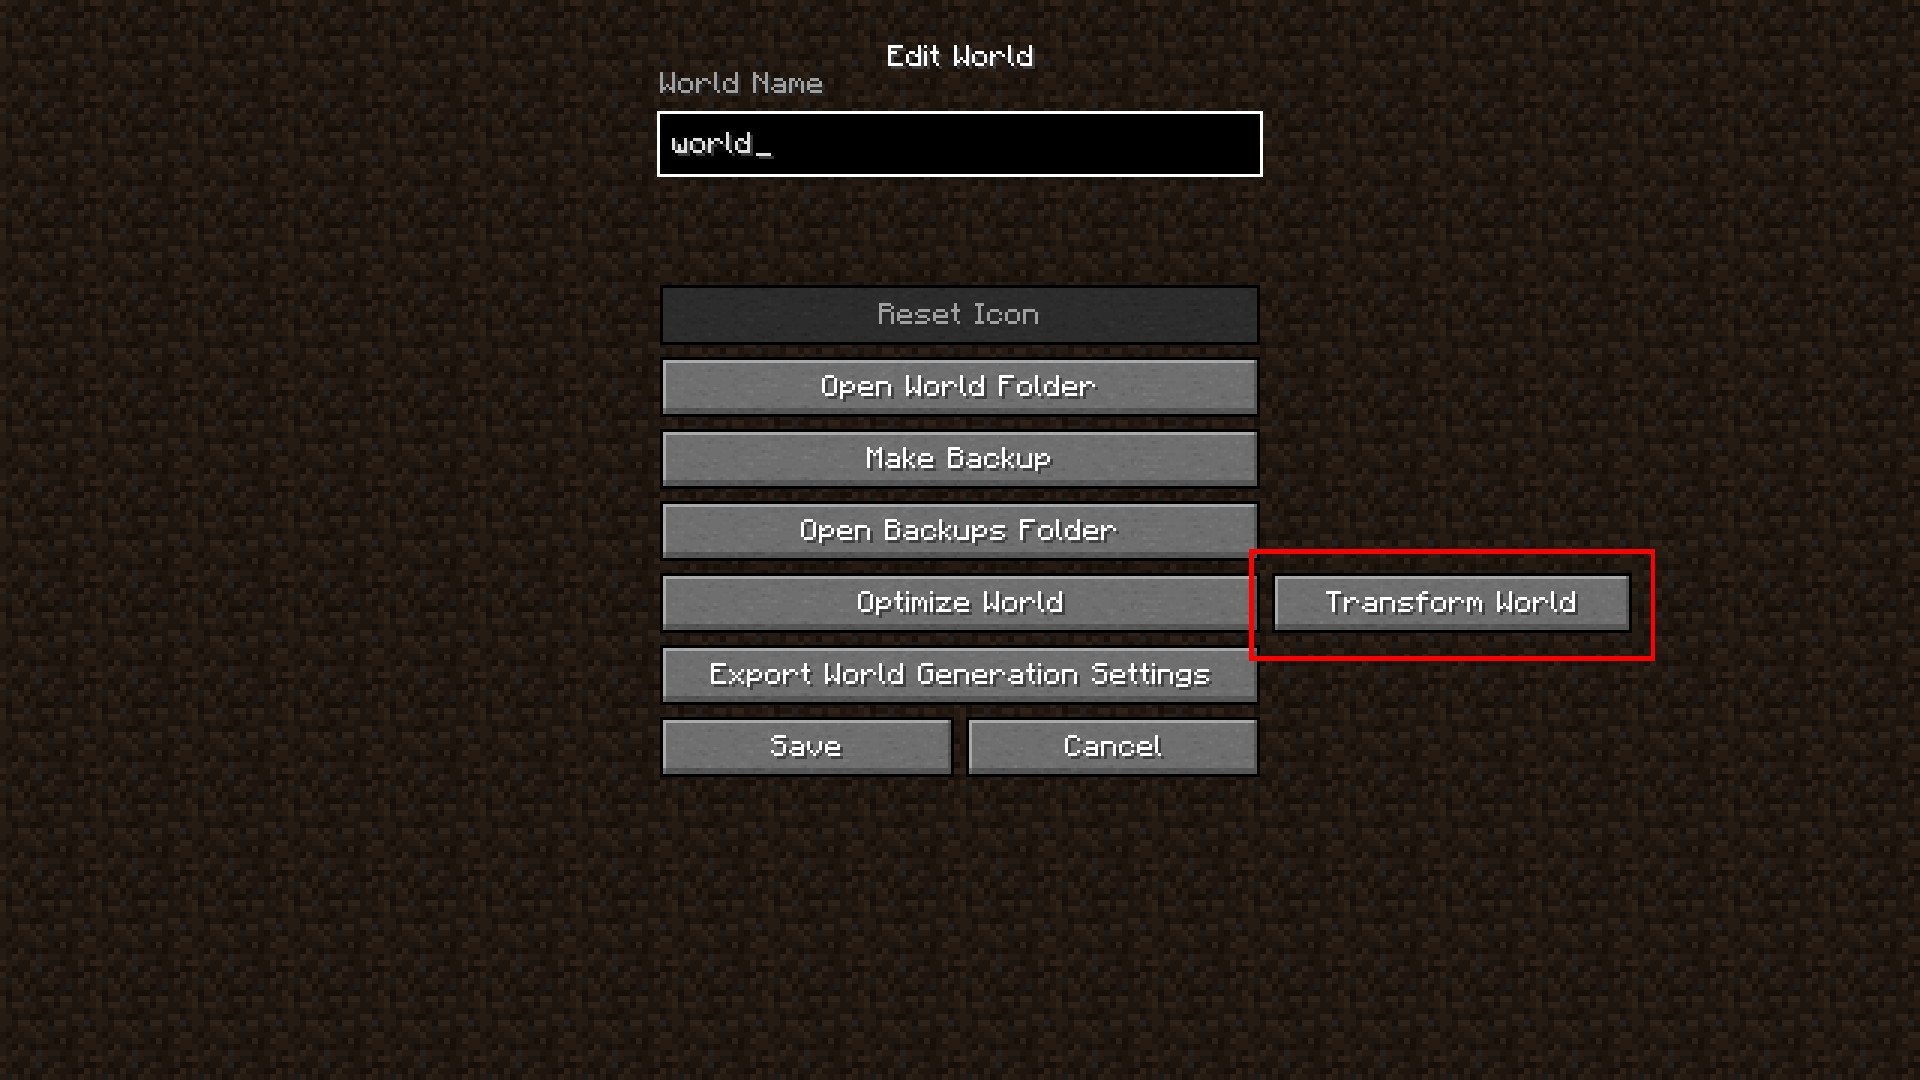 Edit World
World Name
world_
Reset Icon
Open World Folder
Make Backup
Open Backups Folder
Optimize World
Transform World
Export World Generation Settings
Save
Cancel